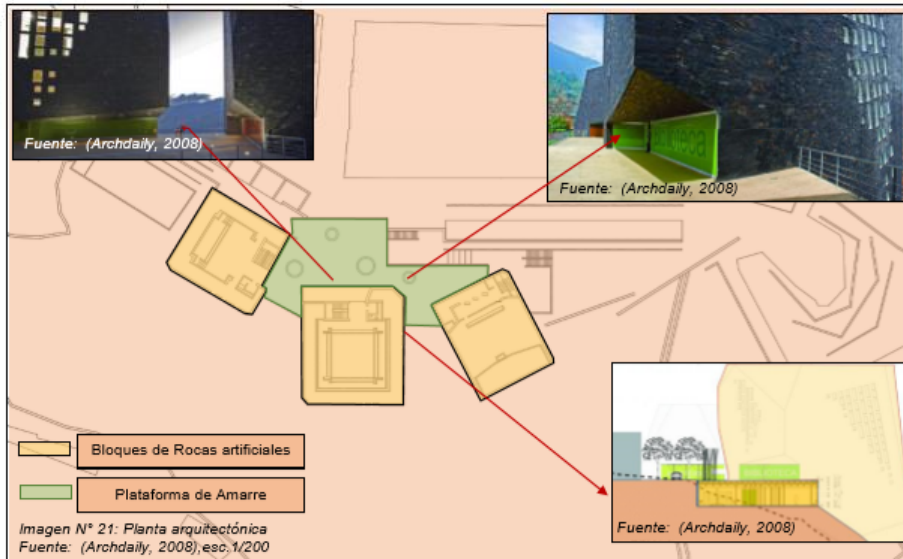 Fuente: (Archdaily, 2008)
Biblioteca
Fuente: (Archdaily, 2008)
Bloques de Rocas artificiales
Plataforma de Amarre
Imagen N° 21: Planta arquitectónica
Fuente: (Archdaily, 2008),esc.1/200
Fuente: (Archdaily, 2008)